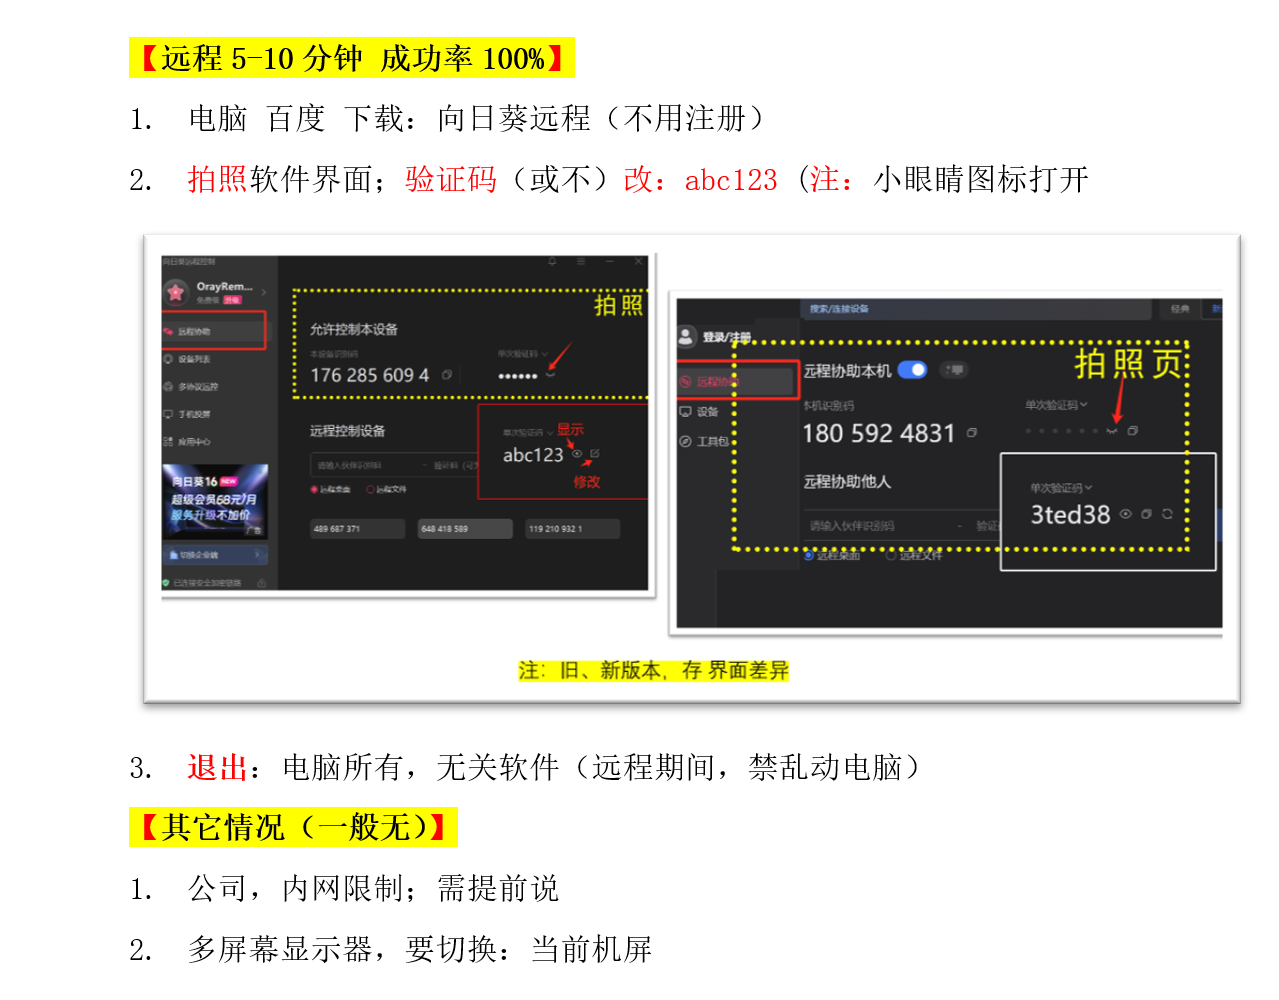 【远程 5-10 分钟 成功率 100%】
1. 电脑 百度 下载：向日葵远程（不用注册）
2. 拍照软件界面；验证码（或不）改：abc123 (注：小眼睛图标打开
向日葵远程控制
OrayRem...
免费版 升级
远程协助
设备列表
多协议远控
手机投屏
应用中心
向日葵16 NEW
超级会员68元/月
服务升级不加价
广告
切换企业端
已连接安全加密链路
拍照
允许控制本设备
本设备识别码
单次验证码
176 285 609 4
远程控制设备
请输入伙伴识别码
- 验证码（可
远程桌面 远程文件
489 687 371
648 418 589
119 210 932 1
单次验证码 显示
abc123
修改
搜索/连接设备
经典
登录/注册
远程协助
设备
工具包
拍照页
远程协助本机
本机识别码
单次验证码
180 592 4831
远程协助他人
请输入伙伴识别码
- 验证
远程桌面 远程文件
单次验证码
3ted38
注：旧、新版本，存 界面差异
3. 退出：电脑所有，无关软件（远程期间，禁乱动电脑）
【其它情况（一般无）】
1. 公司，内网限制；需提前说
2. 多屏幕显示器，要切换：当前机屏